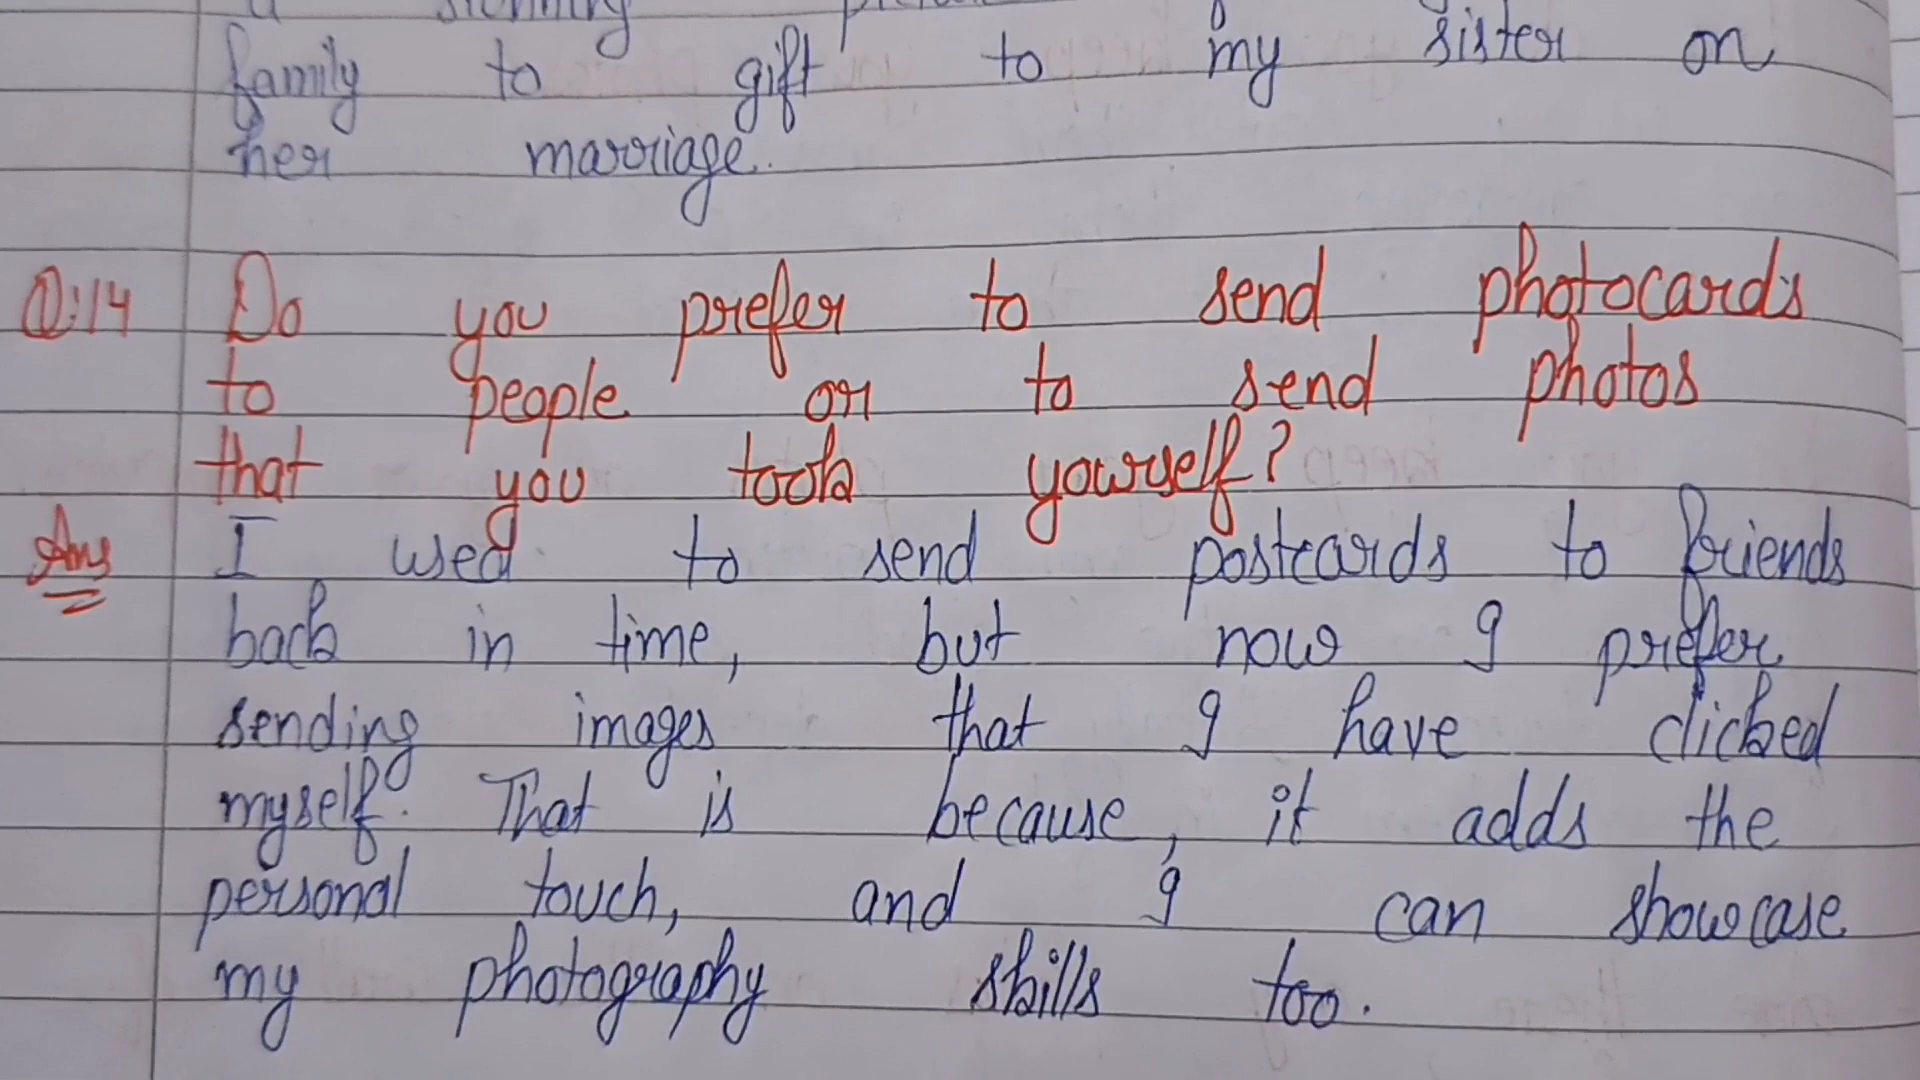 a stunning
family to gift to my sister on
her marriage.
Q:14 Do you prefer to send photocards
to people or to send photos
that you took yourself?
Ans I used to send postcards to friends
back in time, but now I prefer
sending images that I have clicked
myself. That is because, it adds the
personal touch, and I can showcase
my photography skills too.